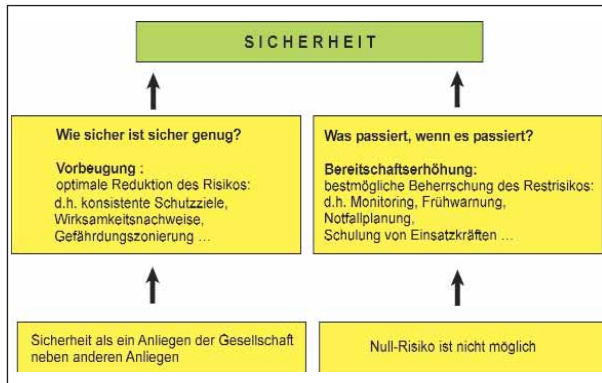 SICHERHEIT
Wie sicher ist sicher genug?
Vorbeugung :
optimale Reduktion des Risikos:
d.h. konsistente Schutzziele,
Wirksamkeitsnachweise,
Gefährdungszonierung ...
Was passiert, wenn es passiert?
Bereitschaftserhöhung:
bestmögliche Beherrschung des Restrisikos:
d.h. Monitoring, Frühwarnung,
Notfallplanung,
Schulung von Einsatzkräften ...
Sicherheit als ein Anliegen der Gesellschaft
neben anderen Anliegen
Null-Risiko ist nicht möglich